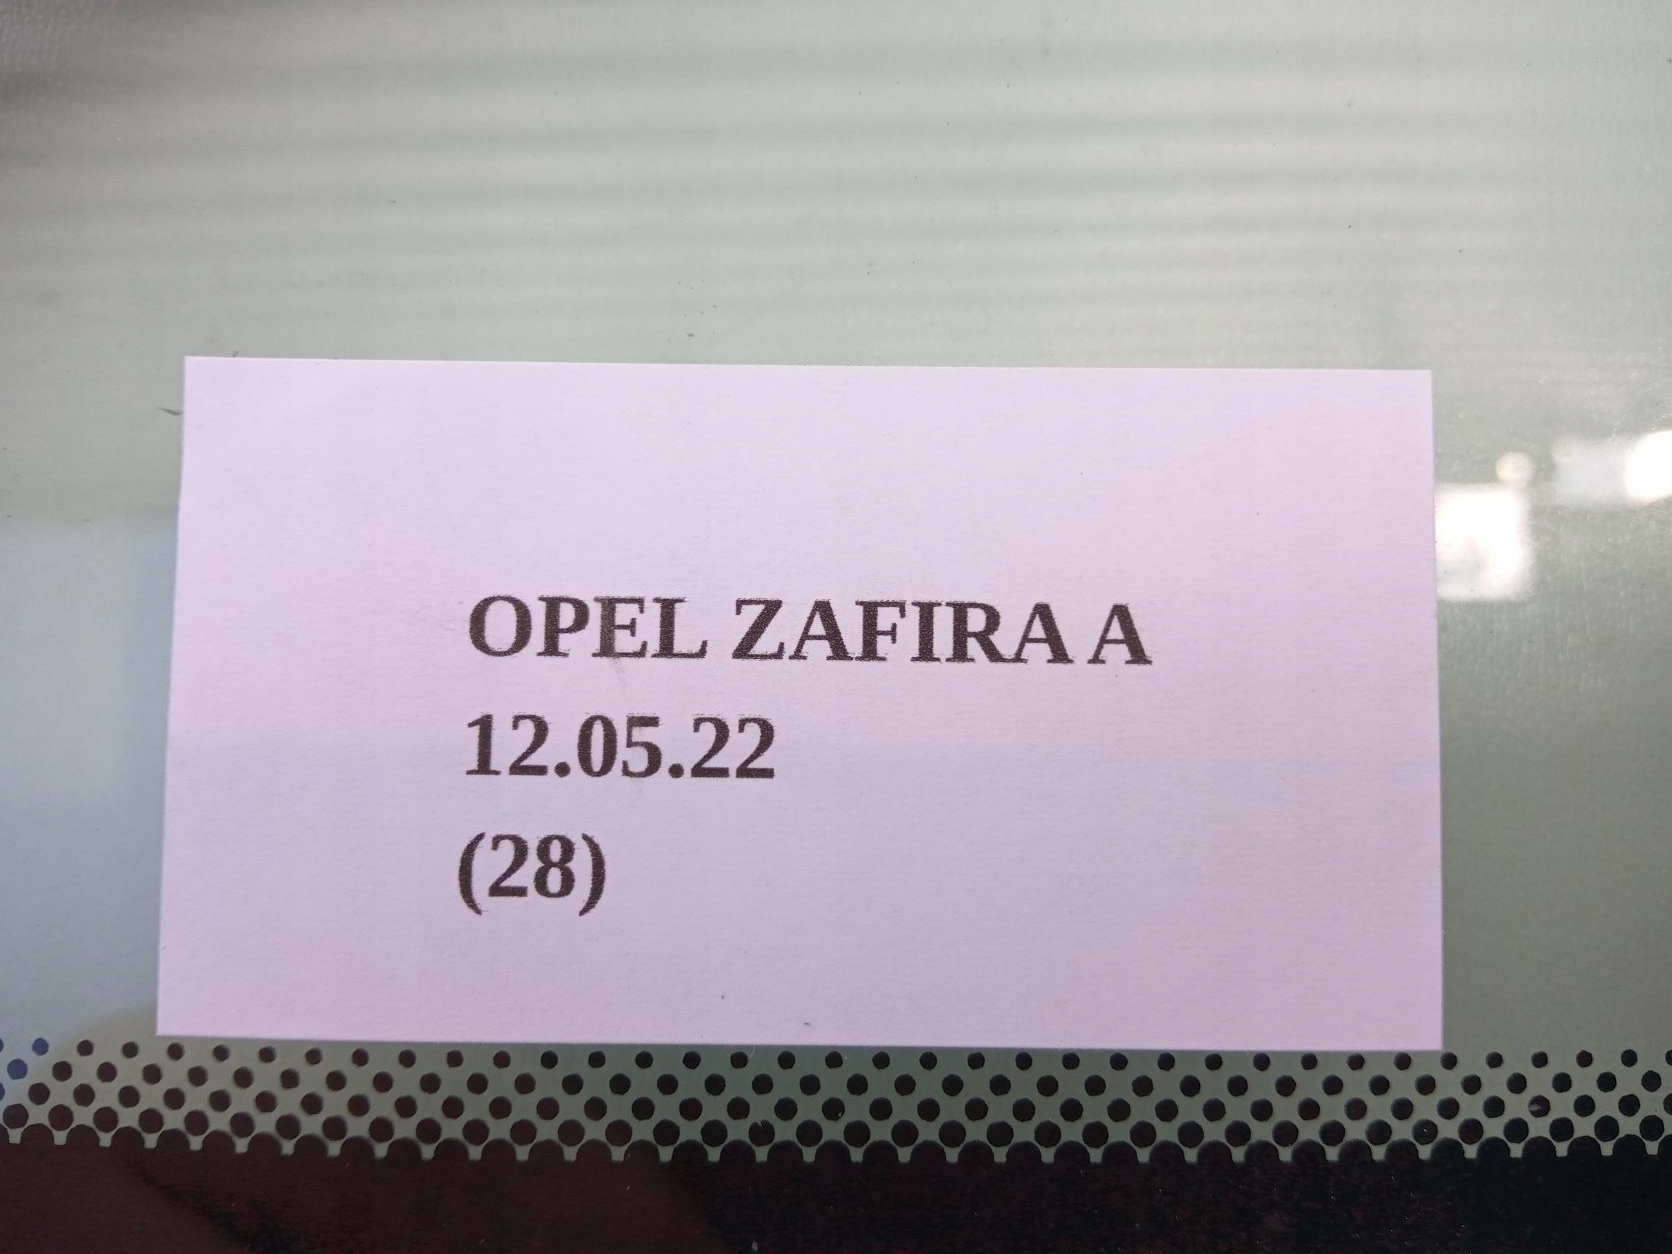 OPEL ZAFIRA A
12.05.22
(28)